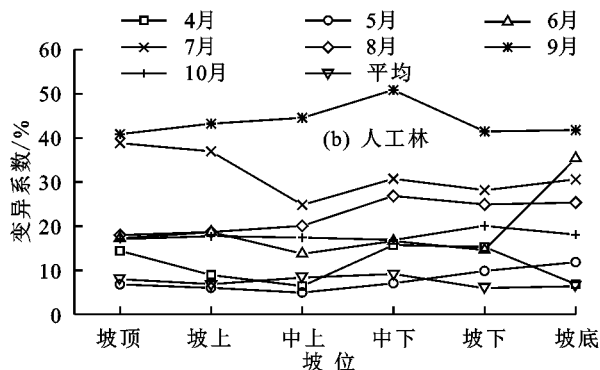 4月 5月 6月
7月 8月 9月
10月 平均
60
50
40
30
20
10
0
变异系数/%
(b) 人工林
坡顶 坡上 中上 中下 坡下 坡底
坡 位